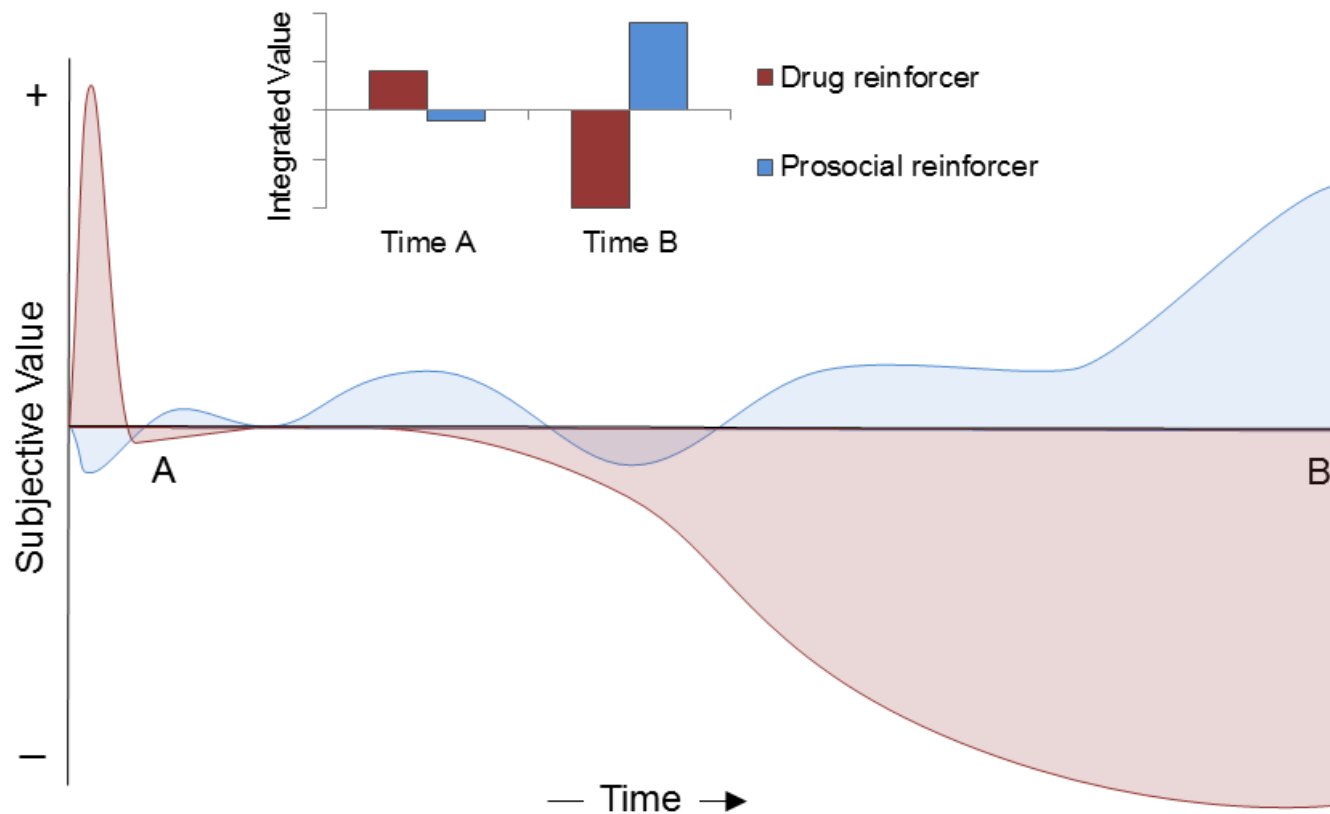 Integrated Value
Drug reinforcer
Prosocial reinforcer
Time A
Time B
+
Subjective Value
A
B
–
Time